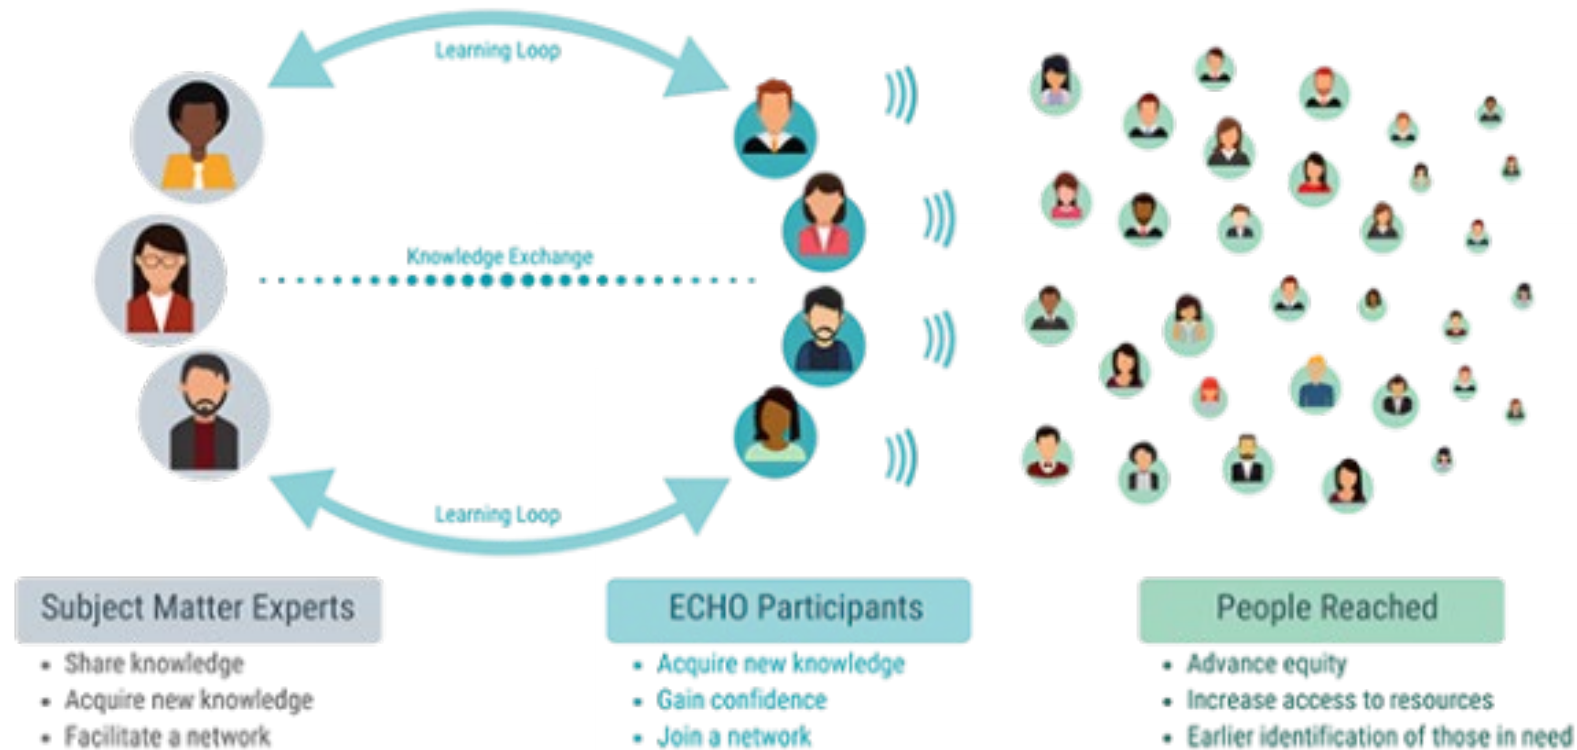 Learning Loop
Knowledge Exchange
Learning Loop
Subject Matter Experts
• Share knowledge
• Acquire new knowledge
• Facilitate a network
ECHO Participants
• Acquire new knowledge
• Gain confidence
• Join a network
People Reached
• Advance equity
• Increase access to resources
• Earlier identification of those in need